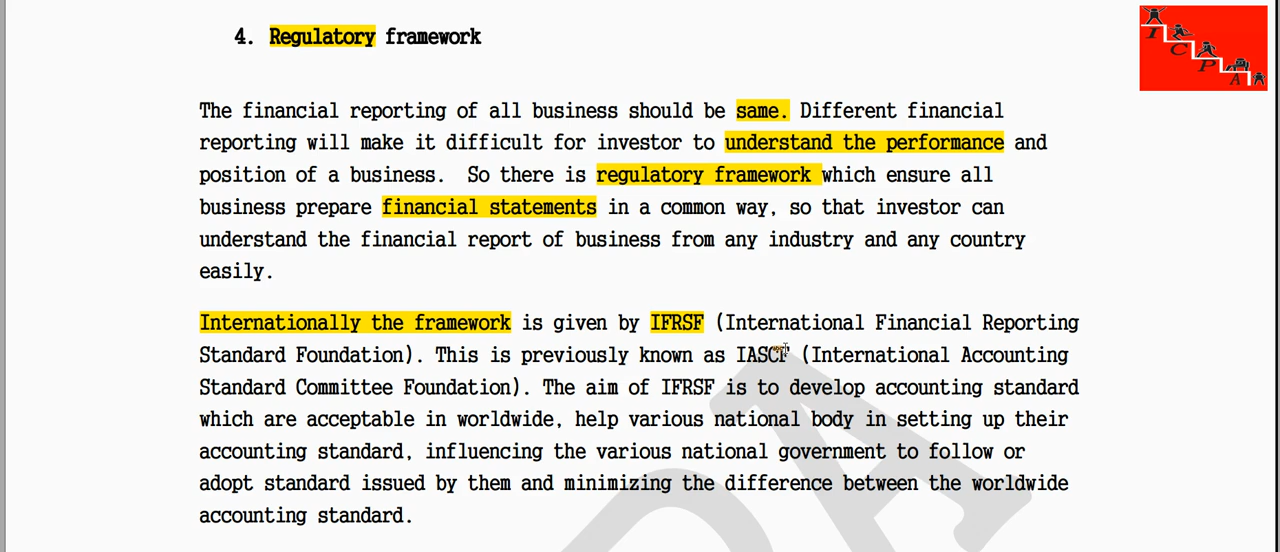 4. Regulatory framework
I
C
P
A
The financial reporting of all business should be same. Different financial
reporting will make it difficult for investor to understand the performance and
position of a business. So there is regulatory framework which ensure all
business prepare financial statements in a common way, so that investor can
understand the financial report of business from any industry and any country
easily.
Internationally the framework is given by IFRSF (International Financial Reporting
Standard Foundation). This is previously known as IASCF (International Accounting
Standard Committee Foundation). The aim of IFRSF is to develop accounting standard
which are acceptable in worldwide, help various national body in setting up their
accounting standard, influencing the various national government to follow or
adopt standard issued by them and minimizing the difference between the worldwide
accounting standard.